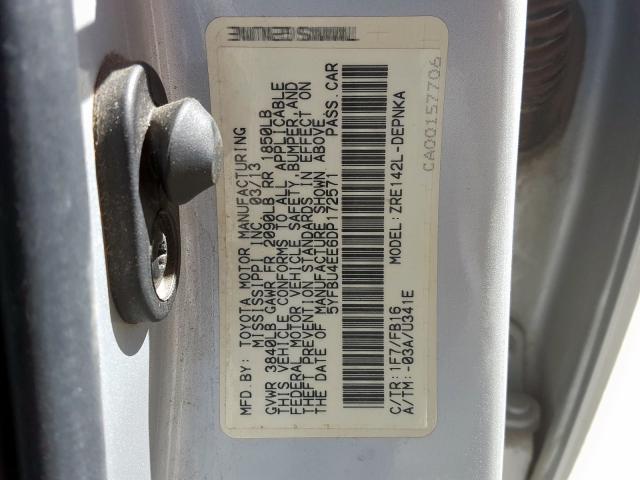 MFD. BY: TOYOTA MOTOR MANUFACTURING
MISSISSIPPI INC. 03/13
GVWR 3840LB GAWR FR 2090LB RR 1850LB
THIS VEHICLE CONFORMS TO ALL APPLICABLE
FEDERAL MOTOR VEHICLE SAFETY, BUMPER, AND
THEFT PREVENTION STANDARDS IN EFFECT ON
THE DATE OF MANUFACTURE SHOWN ABOVE.
5YFBU4EE6DP172571 PASS CAR
C/TR: 1F7/FB16 MODEL: ZRE142L-DEPNKA
A/TM: -03A/U341E
CA00157706